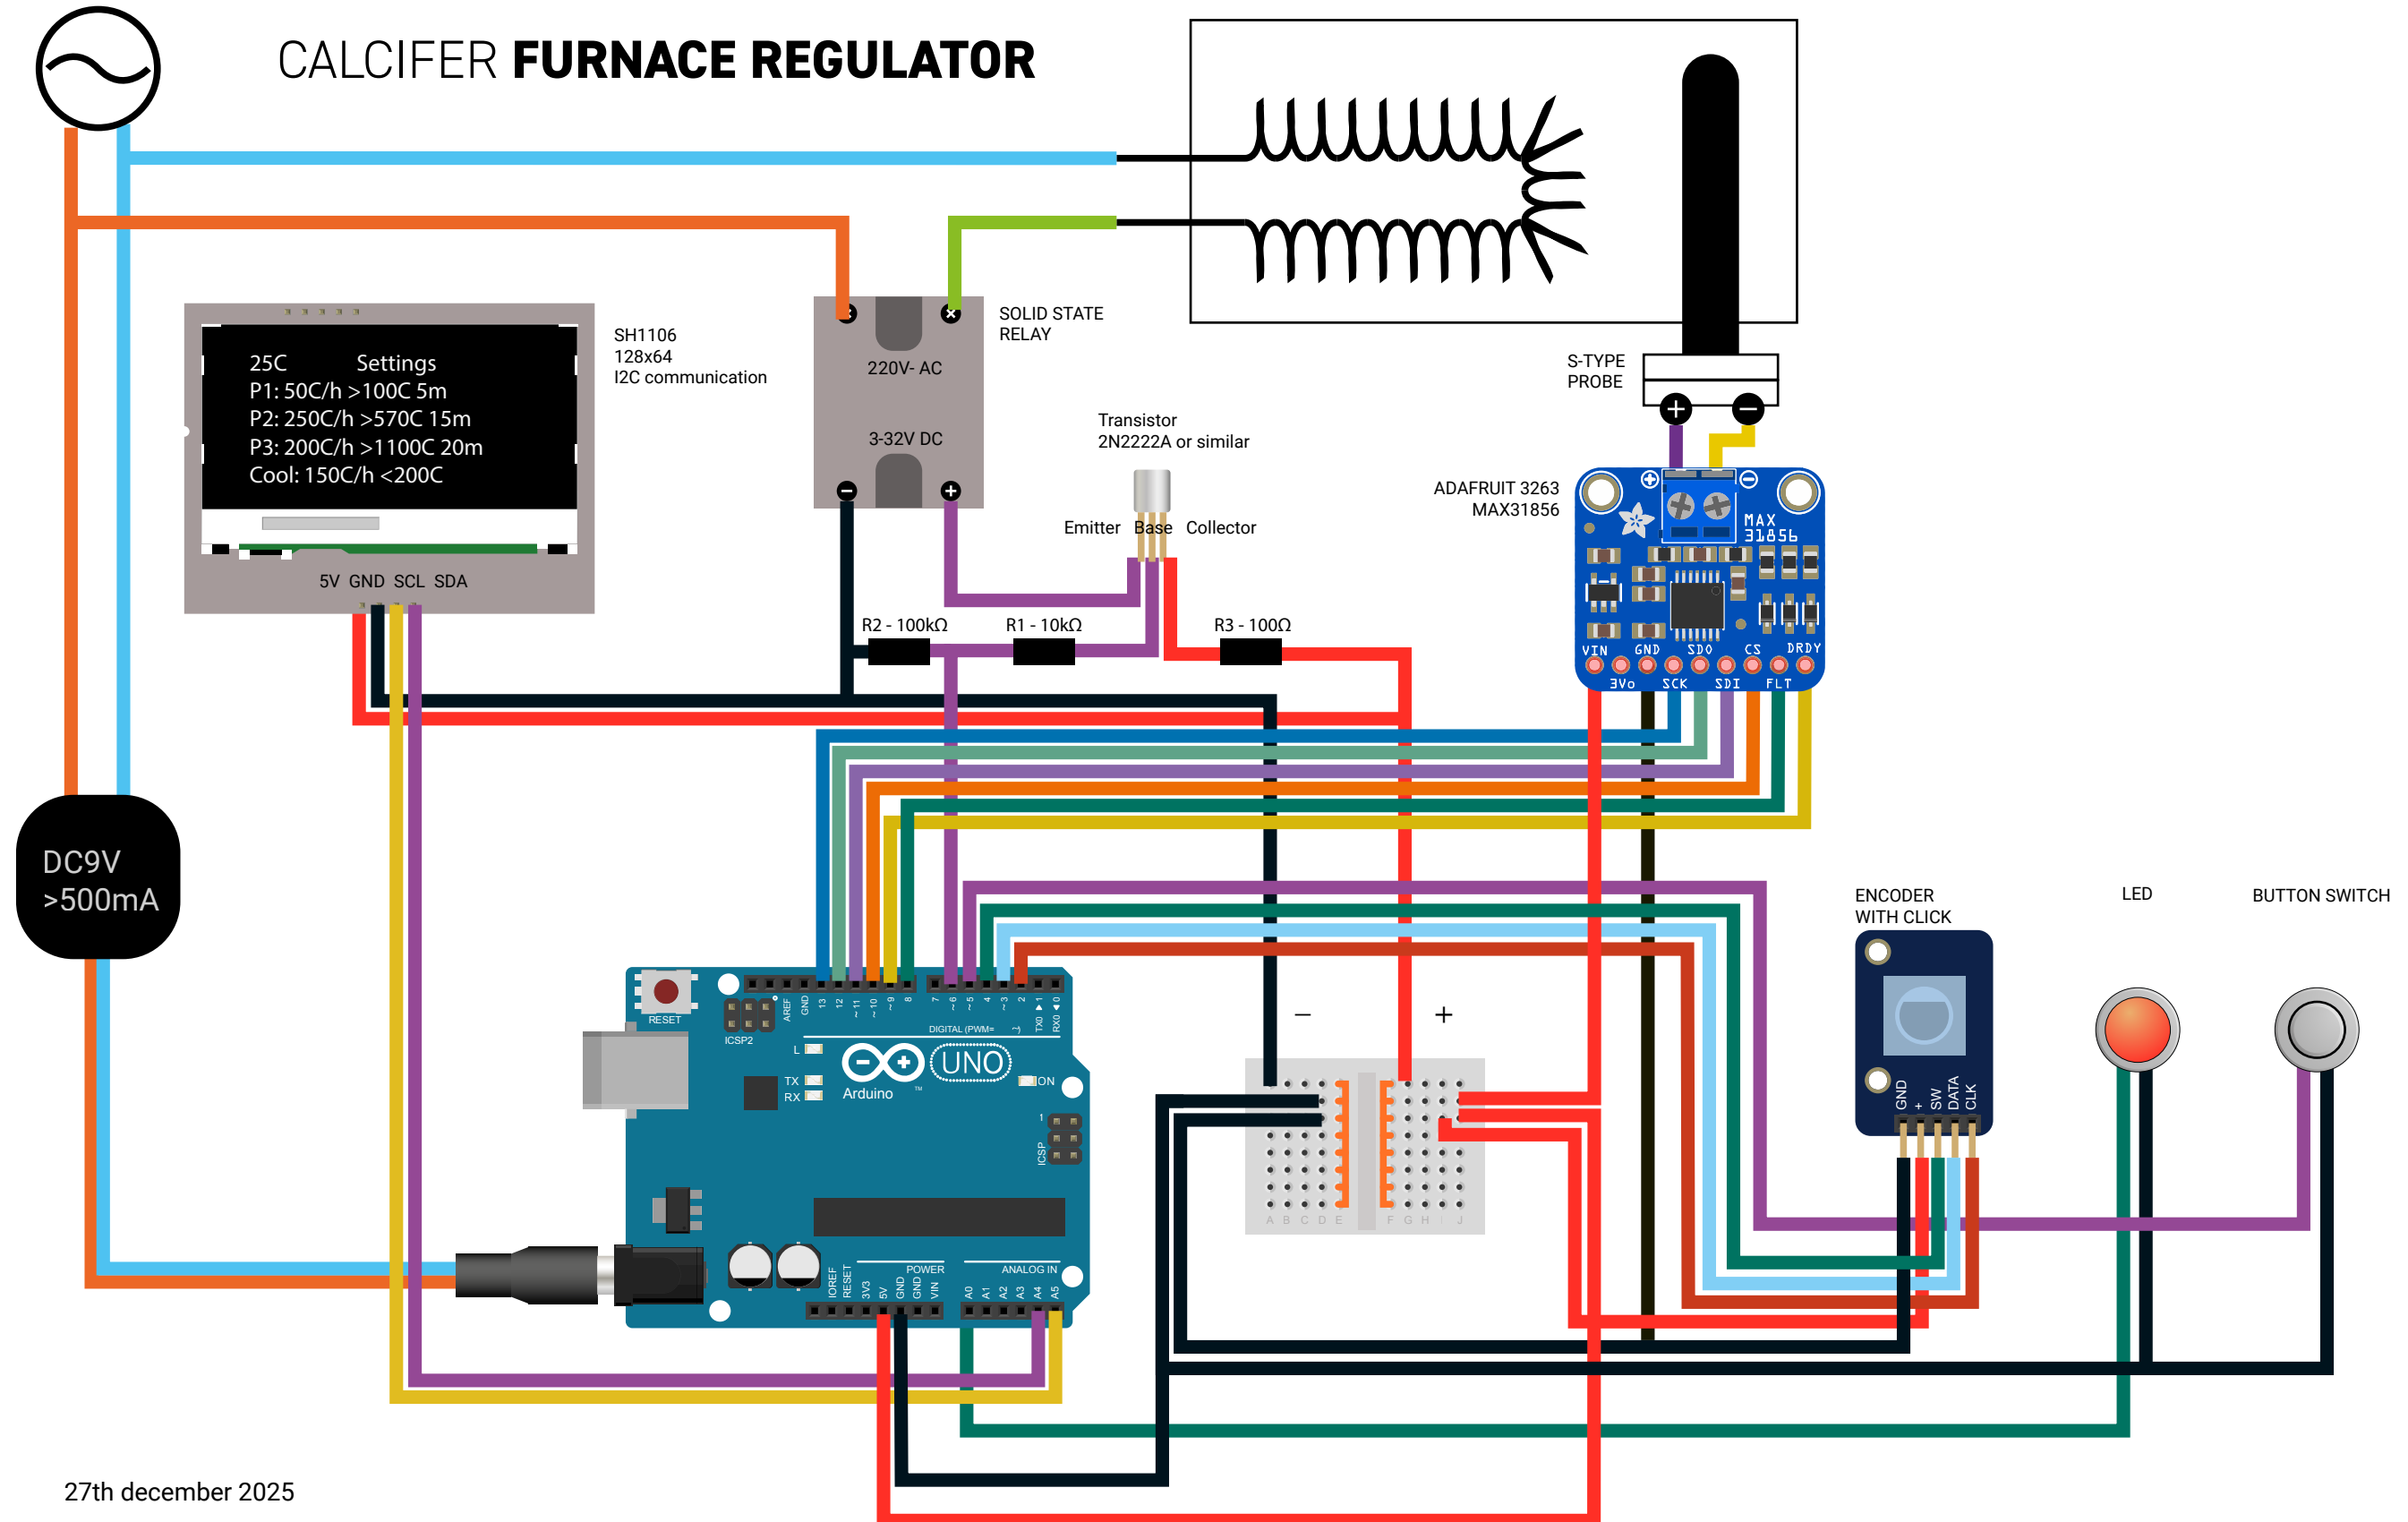 CALCIFER FURNACE REGULATOR
SH1106
128x64
I2C communication
25C Settings
P1: 50C/h >100C 5m
P2: 250C/h >570C 15m
P3: 200C/h >1100C 20m
Cool: 150C/h <200C
5V GND SCL SDA
SOLID STATE
RELAY
220V- AC
3-32V DC
Transistor
2N2222A or similar
Emitter Base Collector
R2 - 100kΩ
R1 - 10kΩ
R3 - 100Ω
S-TYPE
PROBE
ADAFRUIT 3263
MAX31856
MAX
31856
VIN GND SDO CS DRDY
3Vo SCK SDI FLT
DC9V
>500mA
ENCODER
WITH CLICK
LED
BUTTON SWITCH
GND
+
SW
DATA
CLK
RESET
ICSP2
AREF
GND
13
12
~11
~10
~9
8
7
~6
~5
4
~3
2
TX0 ▶ 1
RX0 ◀ 0
DIGITAL (PWM= ~)
L
TX
RX
Arduino
™
UNO
ON
1
ICSP
− +
A B C D E F G H I J
POWER
ANALOG IN
IOREF
RESET
3V3
5V
GND
GND
VIN
A0
A1
A2
A3
A4
A5
27th december 2025